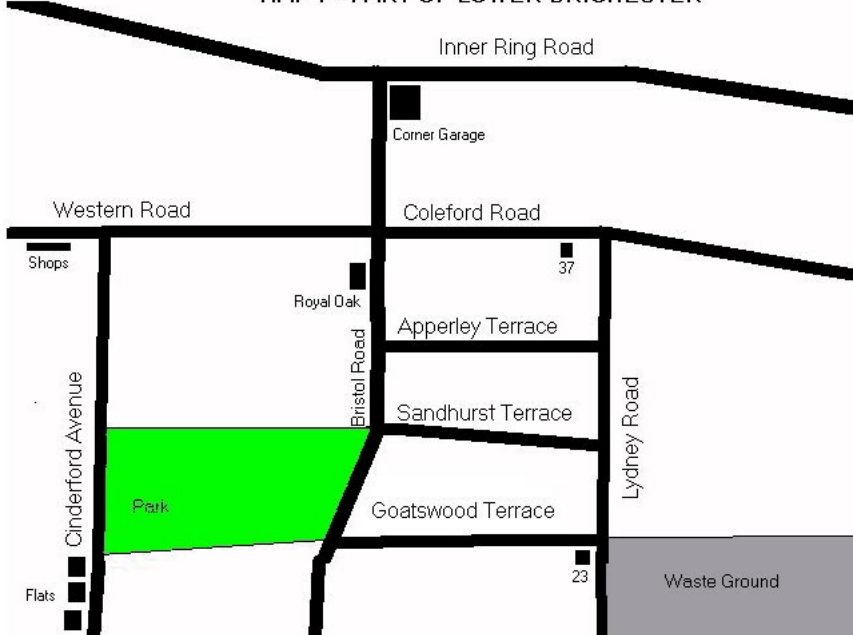 Inner Ring Road
Corner Garage
Western Road
Coleford Road
Shops
37
Royal Oak
Apperley Terrace
Bristol Road
Sandhurst Terrace
Cinderford Avenue
Lydney Road
Park
Goatswood Terrace
23
Flats
Waste Ground